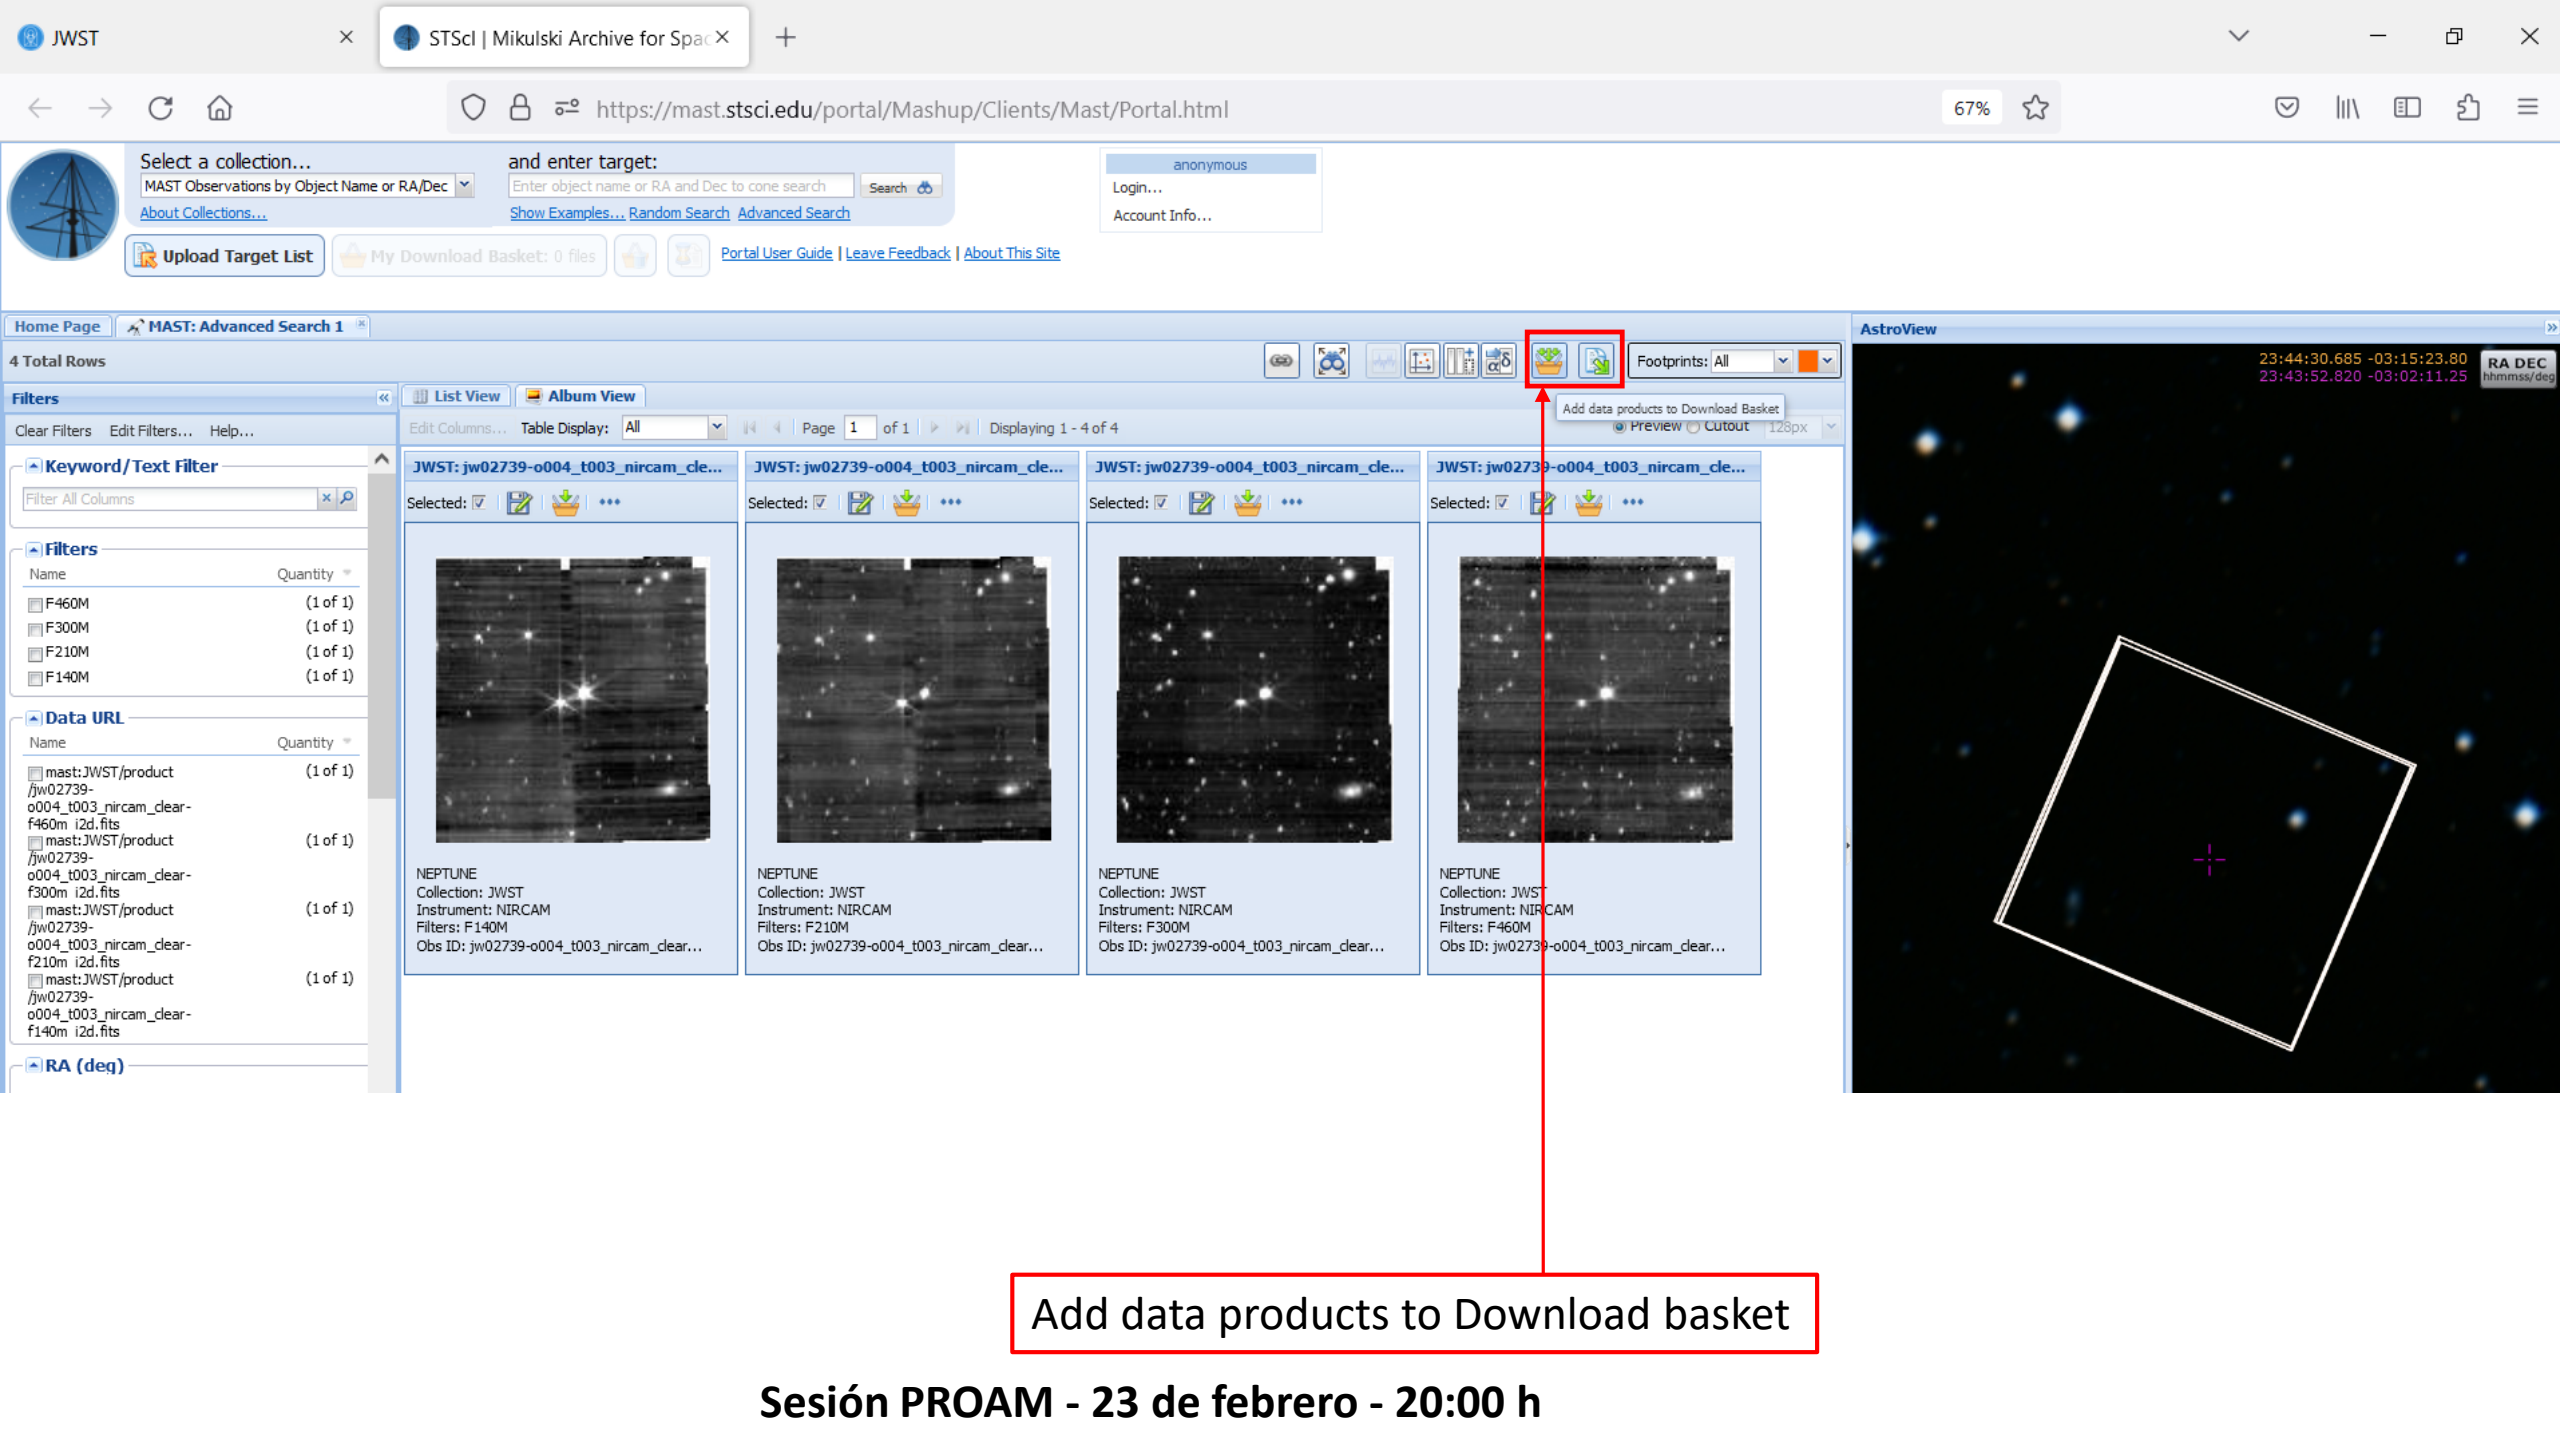 JWST
STScI | Mikulski Archive for Spac
https://mast.stsci.edu/portal/Mashup/Clients/Mast/Portal.html
67%
Select a collection...
MAST Observations by Object Name or RA/Dec
About Collections...
and enter target:
Enter object name or RA and Dec to cone search
Search
Show Examples... Random Search Advanced Search
anonymous
Login...
Account Info...
Upload Target List
My Download Basket: 0 files
Portal User Guide | Leave Feedback | About This Site
Home Page
MAST: Advanced Search 1
AstroView
4 Total Rows
Footprints: All
23:44:30.685 -03:15:23.80
23:43:52.820 -03:02:11.25
RA DEC
hhmmss/deg
Filters
List View
Album View
Add data products to Download Basket
Clear Filters Edit Filters... Help...
Edit Columns... Table Display: All
Page 1 of 1
Displaying 1 - 4 of 4
Preview Cutout 128px
Keyword/Text Filter
Filter All Columns
Filters
Name Quantity
F460M (1 of 1)
F300M (1 of 1)
F210M (1 of 1)
F140M (1 of 1)
Data URL
Name Quantity
mast:JWST/product (1 of 1)
/jw02739-
o004_t003_nircam_clear-
f460m_i2d.fits
mast:JWST/product (1 of 1)
/jw02739-
o004_t003_nircam_clear-
f300m_i2d.fits
mast:JWST/product (1 of 1)
/jw02739-
o004_t003_nircam_clear-
f210m_i2d.fits
mast:JWST/product (1 of 1)
/jw02739-
o004_t003_nircam_clear-
f140m_i2d.fits
RA (deg)
JWST: jw02739-o004_t003_nircam_cle...
Selected:
NEPTUNE
Collection: JWST
Instrument: NIRCAM
Filters: F140M
Obs ID: jw02739-o004_t003_nircam_clear...
JWST: jw02739-o004_t003_nircam_cle...
Selected:
NEPTUNE
Collection: JWST
Instrument: NIRCAM
Filters: F210M
Obs ID: jw02739-o004_t003_nircam_clear...
JWST: jw02739-o004_t003_nircam_cle...
Selected:
NEPTUNE
Collection: JWST
Instrument: NIRCAM
Filters: F300M
Obs ID: jw02739-o004_t003_nircam_clear...
JWST: jw02739-o004_t003_nircam_cle...
Selected:
NEPTUNE
Collection: JWST
Instrument: NIRCAM
Filters: F460M
Obs ID: jw02739-o004_t003_nircam_clear...
Add data products to Download basket
Sesión PROAM - 23 de febrero - 20:00 h